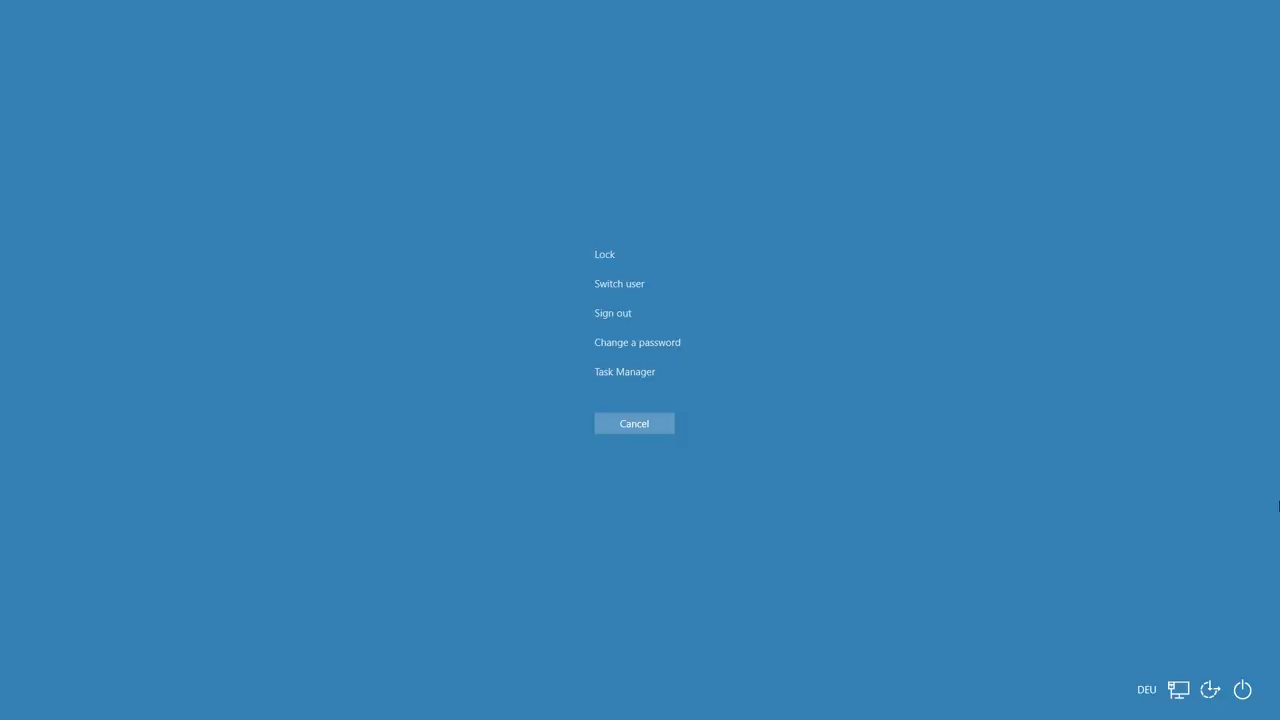 Lock
Switch user
Sign out
Change a password
Task Manager
Cancel
DEU